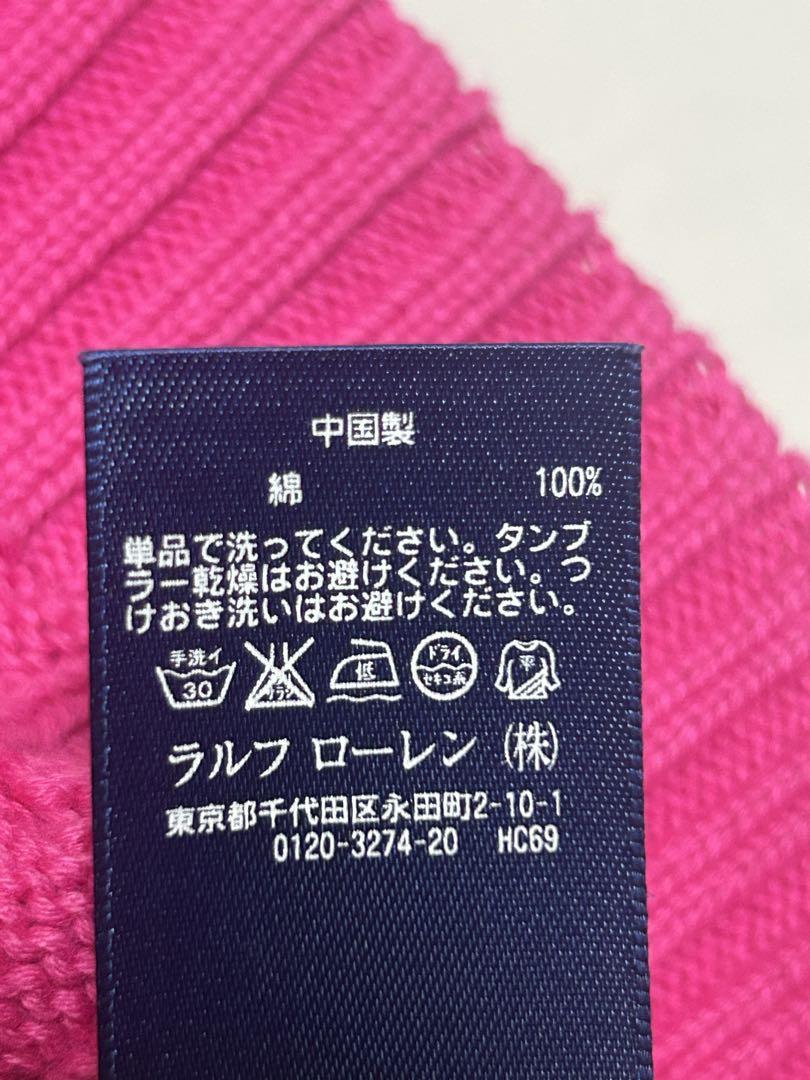 中国製
綿 100%
単品で洗ってください。タンブ
ラー乾燥はお避けください。つ
けおき洗いはお避けください。
手洗イ
30
低
ドライ
セキユ系
平
ラルフ ローレン (株)
東京都千代田区永田町2-10-1
0120-3274-20 HC69